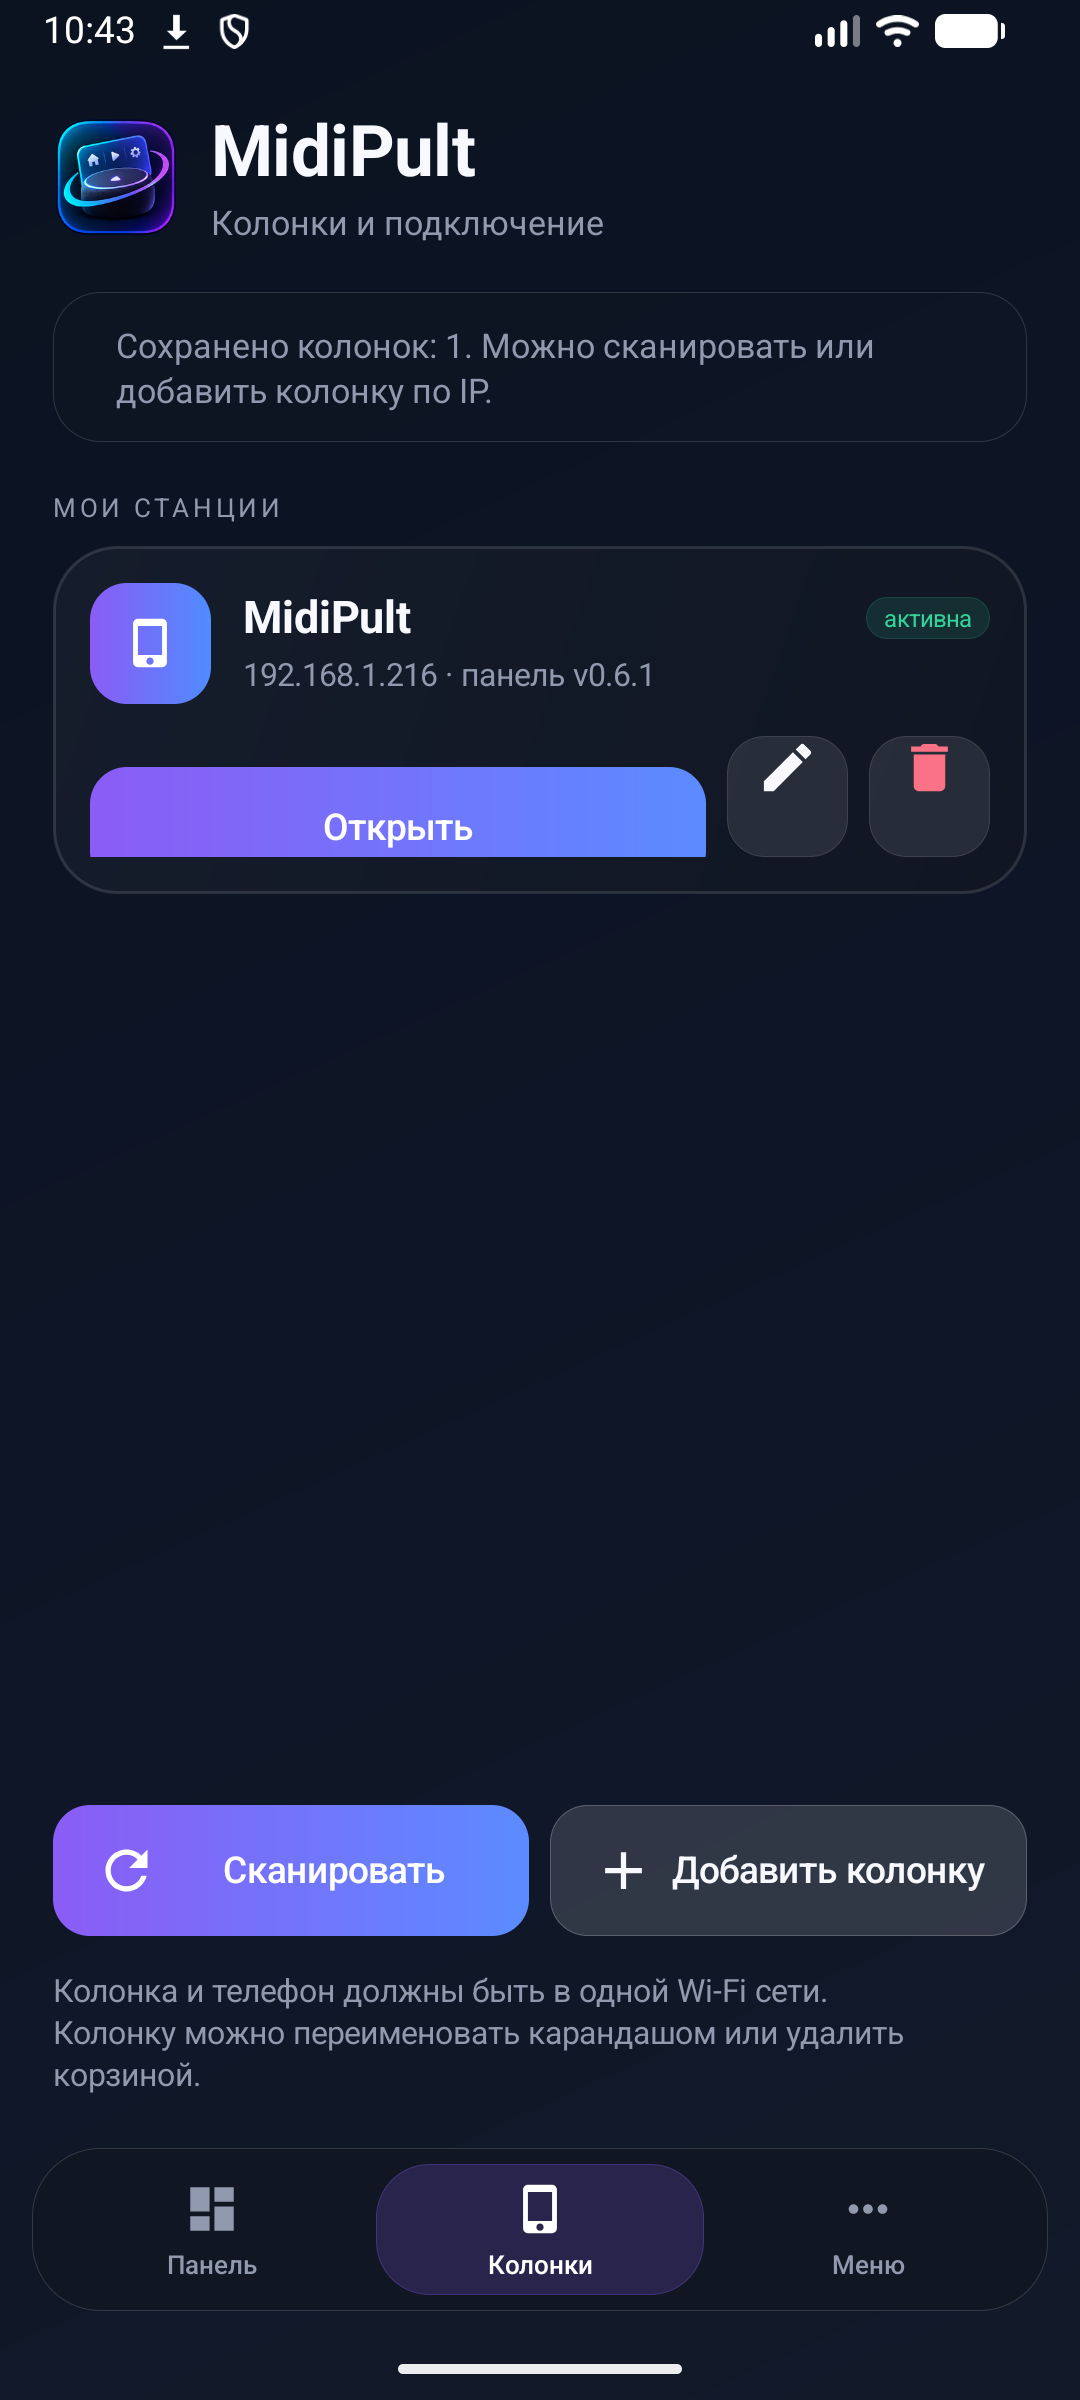 10:43
MidiPult
Колонки и подключение
Сохранено колонок: 1. Можно сканировать или
добавить колонку по IP.
МОИ СТАНЦИИ
MidiPult
активна
192.168.1.216 · панель v0.6.1
Открыть
Сканировать
Добавить колонку
Колонка и телефон должны быть в одной Wi-Fi сети.
Колонку можно переименовать карандашом или удалить
корзиной.
Панель
Колонки
Меню